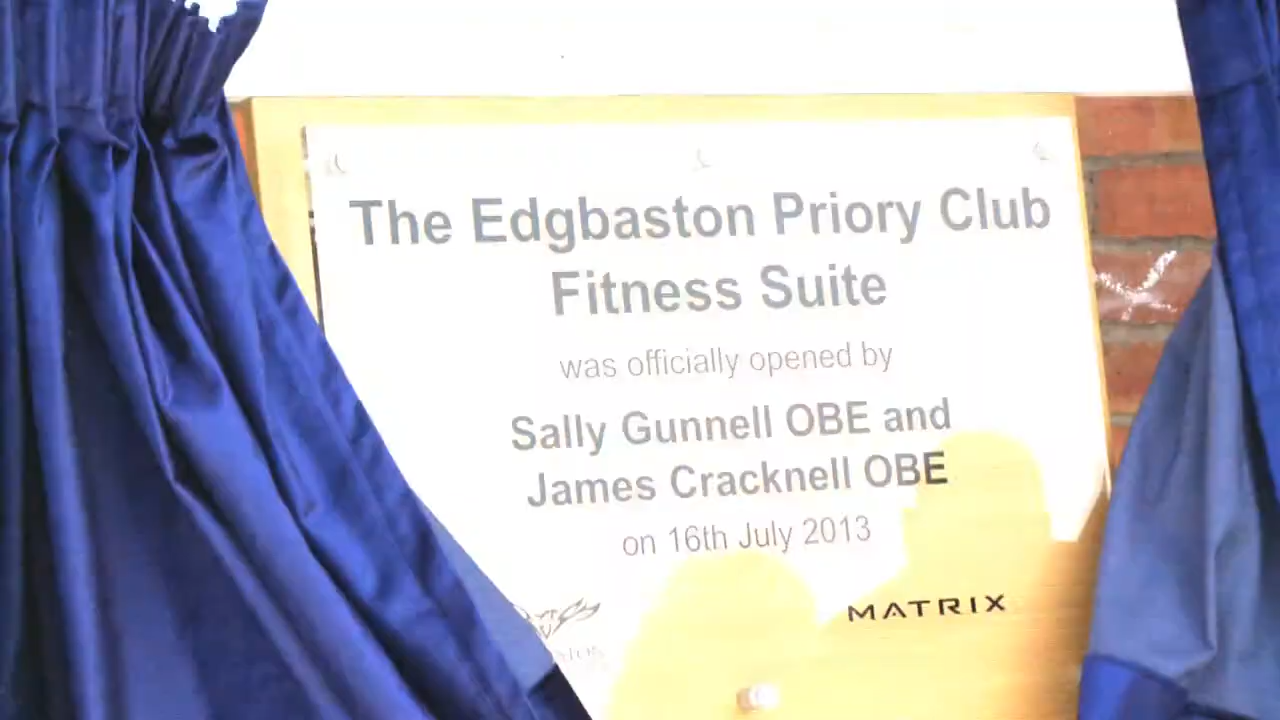 The Edgbaston Priory Club
Fitness Suite
was officially opened by
Sally Gunnell OBE and
James Cracknell OBE
on 16th July 2013
MATRIX